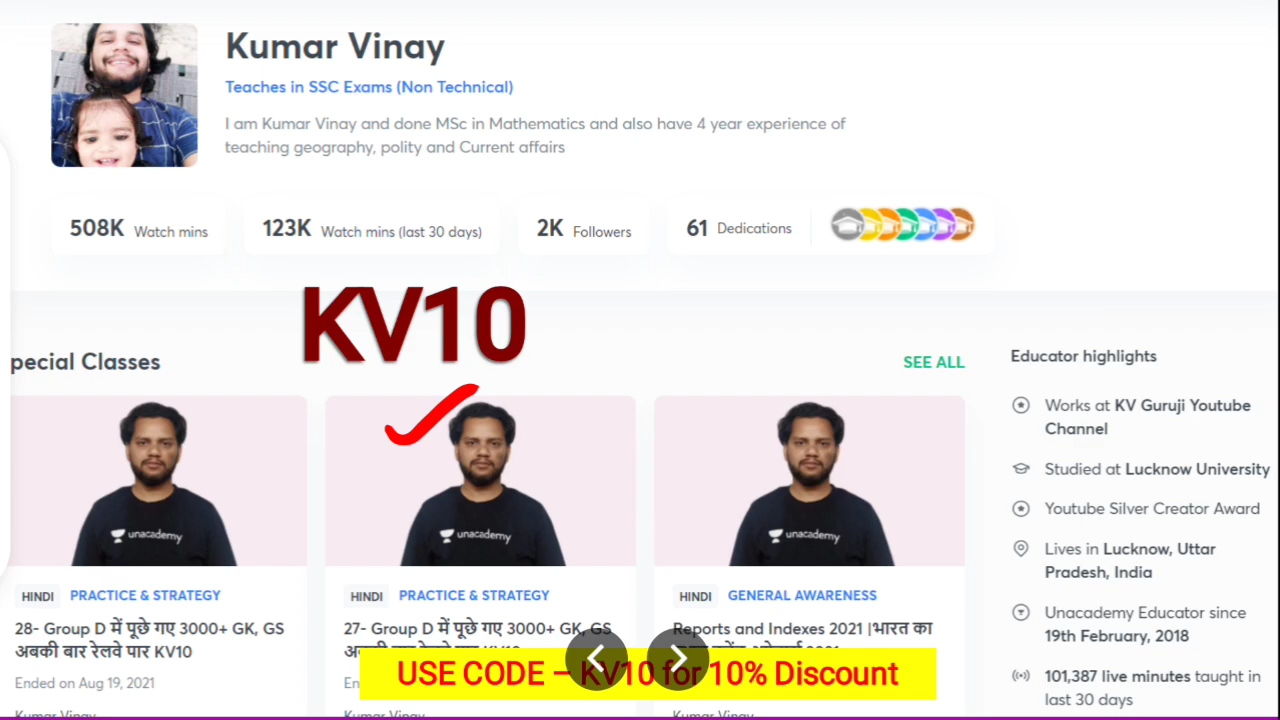 Kumar Vinay
Teaches in SSC Exams (Non Technical)
I am Kumar Vinay and done MSc in Mathematics and also have 4 year experience of
teaching geography, polity and Current affairs
508K Watch mins
123K Watch mins (last 30 days)
2K Followers
61 Dedications
KV10
pecial Classes
SEE ALL
unacademy
HINDI PRACTICE & STRATEGY
28- Group D में पूछे गए 3000+ GK, GS
अबकी बार रेलवे पार KV10
Ended on Aug 19, 2021
Kumar Vinay
unacademy
HINDI PRACTICE & STRATEGY
27- Group D में पूछे गए 3000+ GK, GS
Kumar Vinay
unacademy
HINDI GENERAL AWARENESS
Reports and Indexes 2021 |भारत का
Kumar Vinay
USE CODE – KV10 for 10% Discount
Educator highlights
Works at KV Guruji Youtube
Channel
Studied at Lucknow University
Youtube Silver Creator Award
Lives in Lucknow, Uttar
Pradesh, India
Unacademy Educator since
19th February, 2018
101,387 live minutes taught in
last 30 days